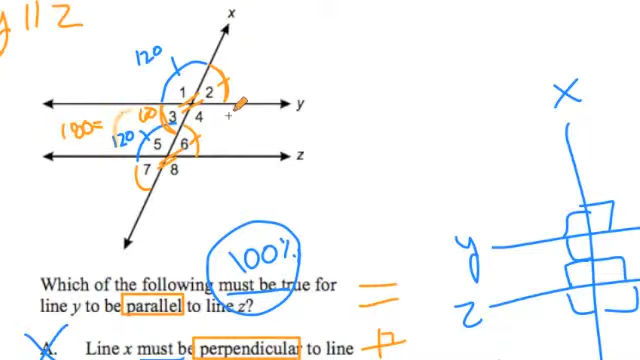 y || z
x
120
1 2
y
3 4
60
180=
120
5 6
z
7 8
x
y
z
100%
Which of the following must be true for
line y to be parallel to line z?
=
A. Line x must be perpendicular to line